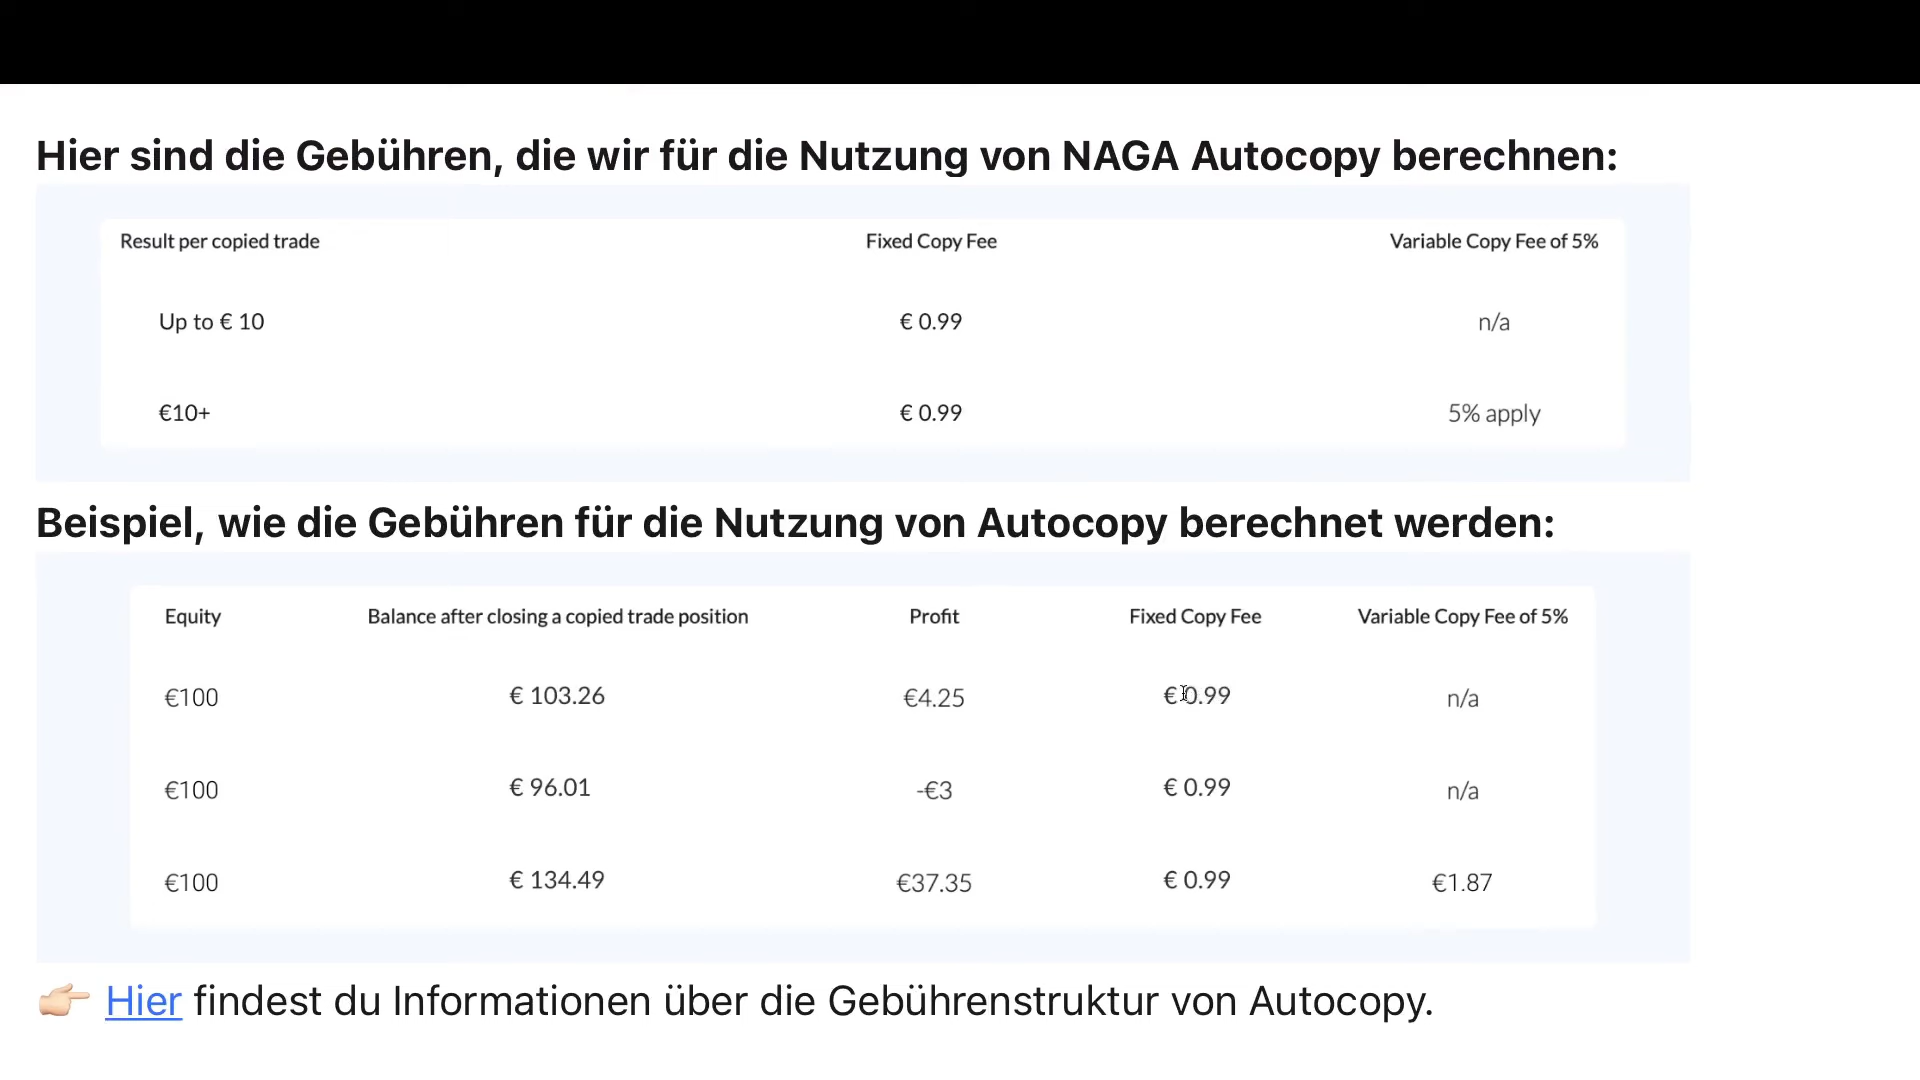 Hier sind die Gebühren, die wir für die Nutzung von NAGA Autocopy berechnen:
Result per copied trade Fixed Copy Fee Variable Copy Fee of 5%
Up to € 10 € 0.99 n/a
€10+ € 0.99 5% apply
Beispiel, wie die Gebühren für die Nutzung von Autocopy berechnet werden:
Equity Balance after closing a copied trade position Profit Fixed Copy Fee Variable Copy Fee of 5%
€100 € 103.26 €4.25 € 0.99 n/a
€100 € 96.01 -€3 € 0.99 n/a
€100 € 134.49 €37.35 € 0.99 €1.87
👉 Hier findest du Informationen über die Gebührenstruktur von Autocopy.